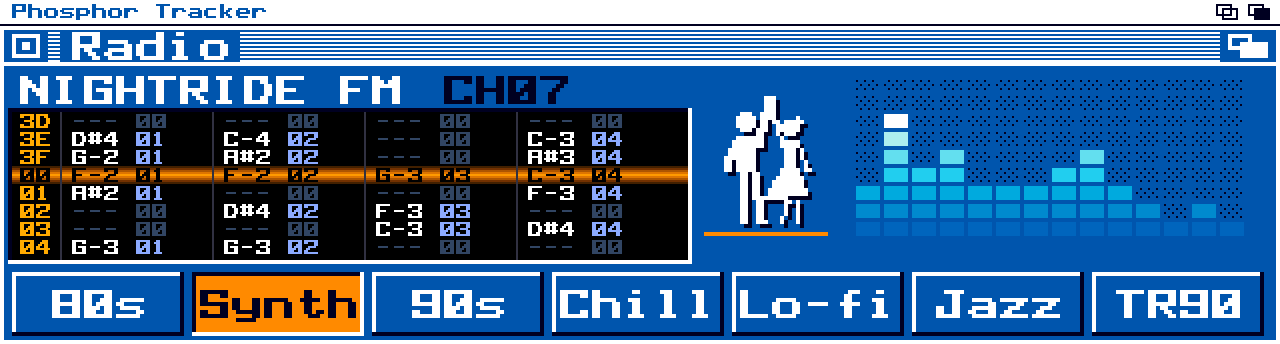 Phosphor Tracker
Radio
NIGHTRIDE FM CH07
3D --- 00 --- 00 --- 00 --- 00
3E D#4 01 C-4 02 --- 00 C-3 04
3F G-2 01 A#2 02 --- 00 A#3 04
00 F-2 01 F-2 02 G-3 03 C-3 04
01 A#2 01 --- 00 --- 00 F-3 04
02 --- 00 D#4 02 F-3 03 --- 00
03 --- 00 --- 00 C-3 03 D#4 04
04 G-3 01 G-3 02 --- 00 --- 00
80s Synth 90s Chill Lo-fi Jazz TR90